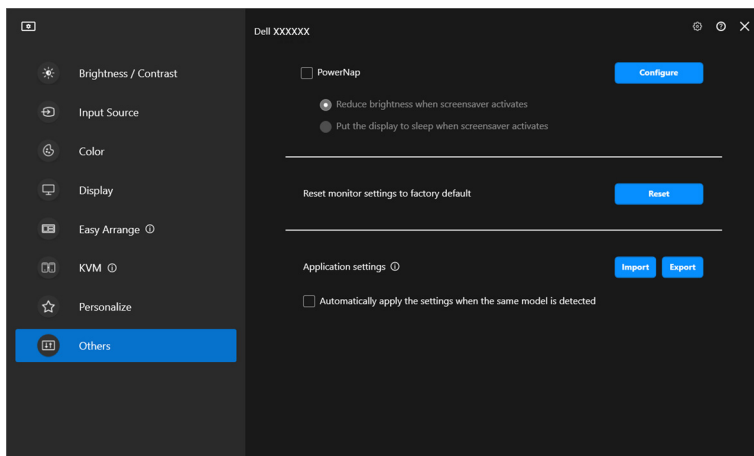 Dell XXXXXX
Brightness / Contrast
Input Source
Color
Display
Easy Arrange
KVM
Personalize
Others
PowerNap
Configure
Reduce brightness when screensaver activates
Put the display to sleep when screensaver activates
Reset monitor settings to factory default
Reset
Application settings
Import
Export
Automatically apply the settings when the same model is detected